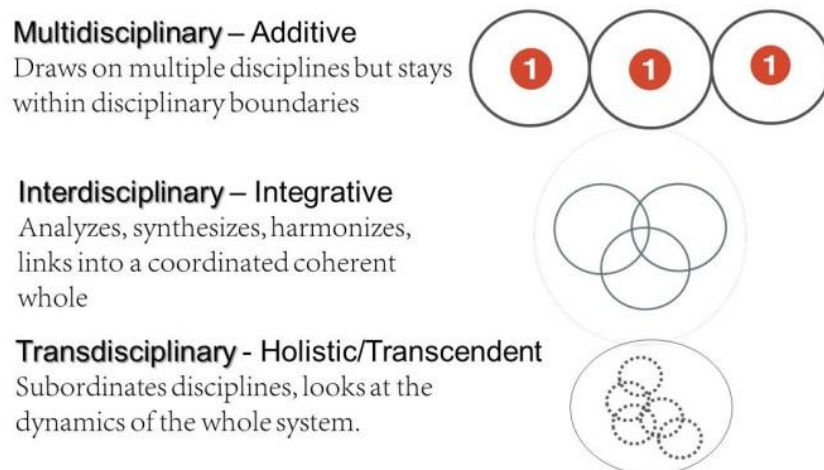 Multidisciplinary – Additive
Draws on multiple disciplines but stays
within disciplinary boundaries
1 1 1
Interdisciplinary – Integrative
Analyzes, synthesizes, harmonizes,
links into a coordinated coherent
whole
Transdisciplinary - Holistic/Transcendent
Subordinates disciplines, looks at the
dynamics of the whole system.